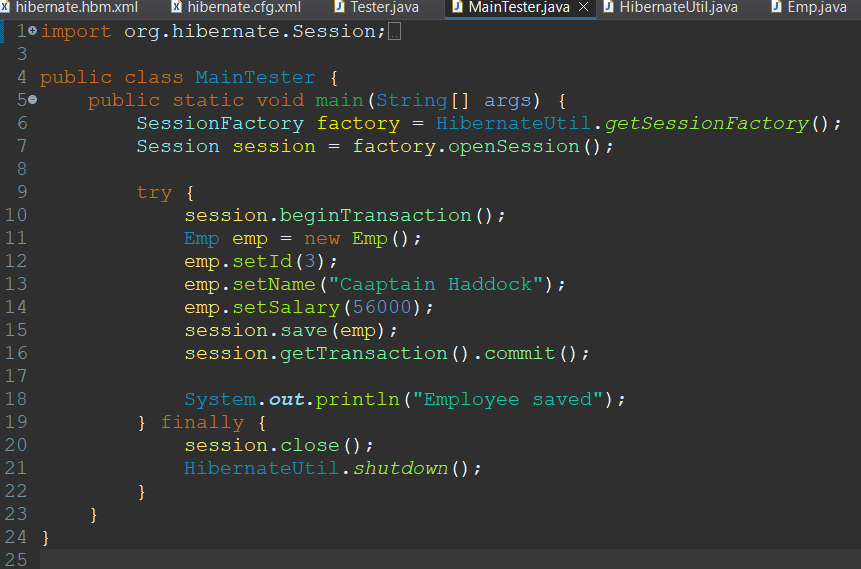 hibernate.hbm.xml hibernate.cfg.xml Tester.java MainTester.java HibernateUtil.java Emp.java
1 import org.hibernate.Session;
3
4 public class MainTester {
5 public static void main(String[] args) {
6 SessionFactory factory = HibernateUtil.getSessionFactory();
7 Session session = factory.openSession();
8
9 try {
10 session.beginTransaction();
11 Emp emp = new Emp();
12 emp.setId(3);
13 emp.setName("Caaptain Haddock");
14 emp.setSalary(56000);
15 session.save(emp);
16 session.getTransaction().commit();
17
18 System.out.println("Employee saved");
19 } finally {
20 session.close();
21 HibernateUtil.shutdown();
22 }
23 }
24 }
25